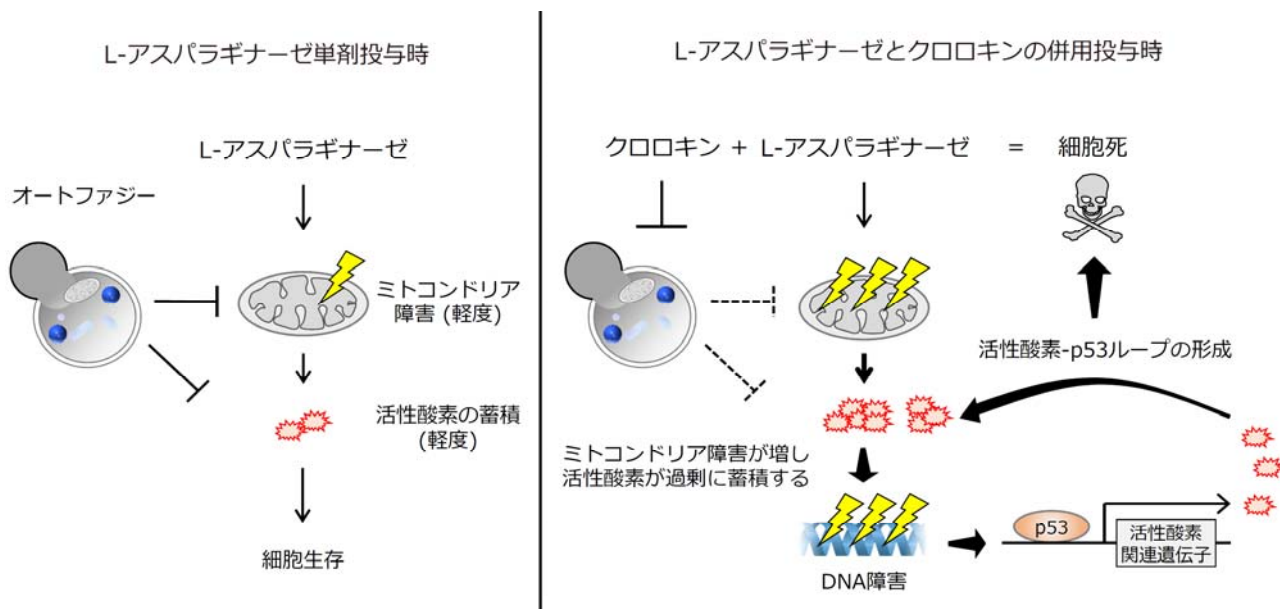 L-アスパラギナーゼ単剤投与時
L-アスパラギナーゼ
オートファジー
ミトコンドリア
障害 (軽度)
活性酸素の蓄積
(軽度)
細胞生存
L-アスパラギナーゼとクロロキンの併用投与時
クロロキン + L-アスパラギナーゼ = 細胞死
活性酸素-p53ループの形成
ミトコンドリア障害が増し
活性酸素が過剰に蓄積する
p53
活性酸素
関連遺伝子
DNA障害